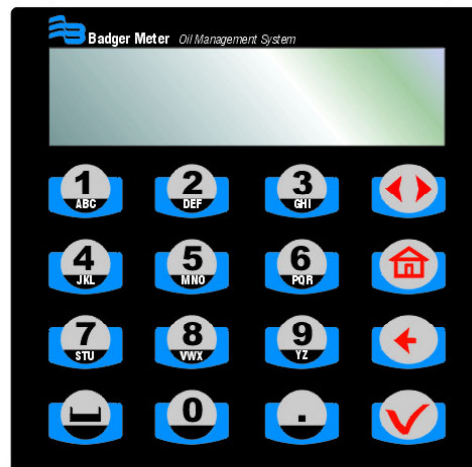 Badger Meter Oil Management System
1 2 3
ABC DEF GHI
4 5 6
JKL MNO PQR
7 8 9
STU VWX YZ
0 .